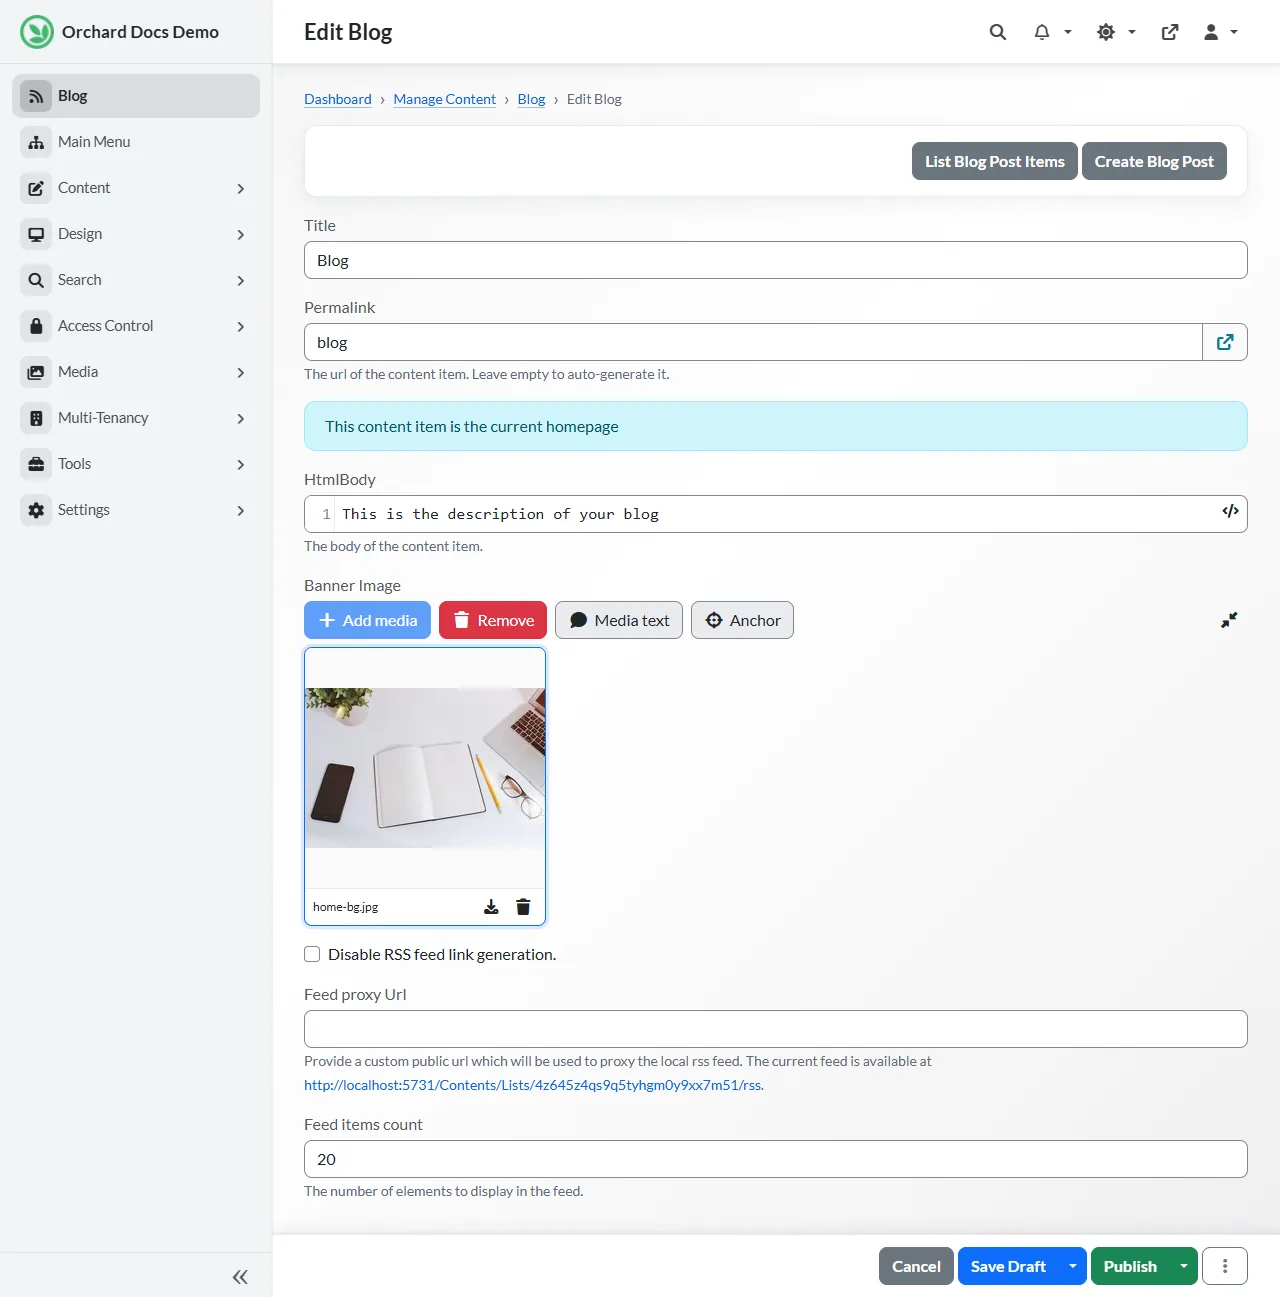 Orchard Docs Demo
Edit Blog
Blog
Main Menu
Content
Design
Search
Access Control
Media
Multi-Tenancy
Tools
Settings
Dashboard › Manage Content › Blog › Edit Blog
List Blog Post Items
Create Blog Post
Title
Blog
Permalink
blog
The url of the content item. Leave empty to auto-generate it.
This content item is the current homepage
HtmlBody
1 This is the description of your blog
The body of the content item.
Banner Image
Add media
Remove
Media text
Anchor
home-bg.jpg
Disable RSS feed link generation.
Feed proxy Url
Provide a custom public url which will be used to proxy the local rss feed. The current feed is available at
http://localhost:5731/Contents/Lists/4z645z4qs9q5tyhgm0y9xx7m51/rss.
Feed items count
20
The number of elements to display in the feed.
Cancel
Save Draft
Publish